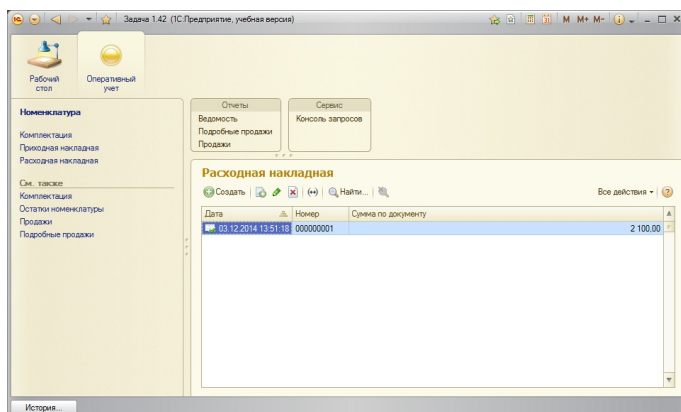 Задача 1.42 (1С:Предприятие, учебная версия)
M M+ M-
Рабочий стол
Оперативный учет
Номенклатура
Комплектация
Приходная накладная
Расходная накладная
См. также
Комплектация
Остатки номенклатуры
Продажи
Подробные продажи
Отчеты
Ведомость
Подробные продажи
Продажи
Сервис
Консоль запросов
Расходная накладная
Создать Найти... Все действия
Дата Номер Сумма по документу
03.12.2014 13:51:18 000000001 2 100.00
История...